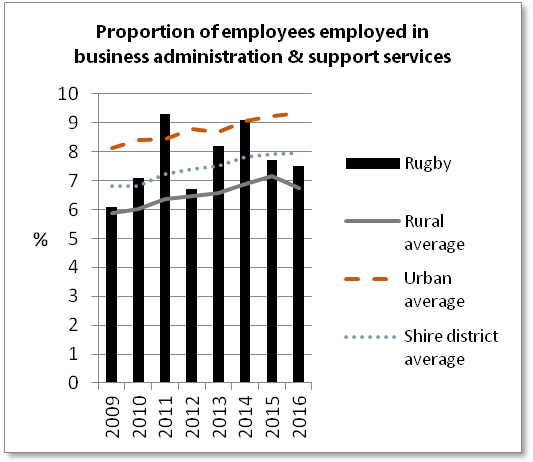 Proportion of employees employed in
business administration & support services
10
9
8
7
6
5
4
3
2
1
0
%
2009
2010
2011
2012
2013
2014
2015
2016
Rugby
Rural
average
Urban
average
Shire district
average